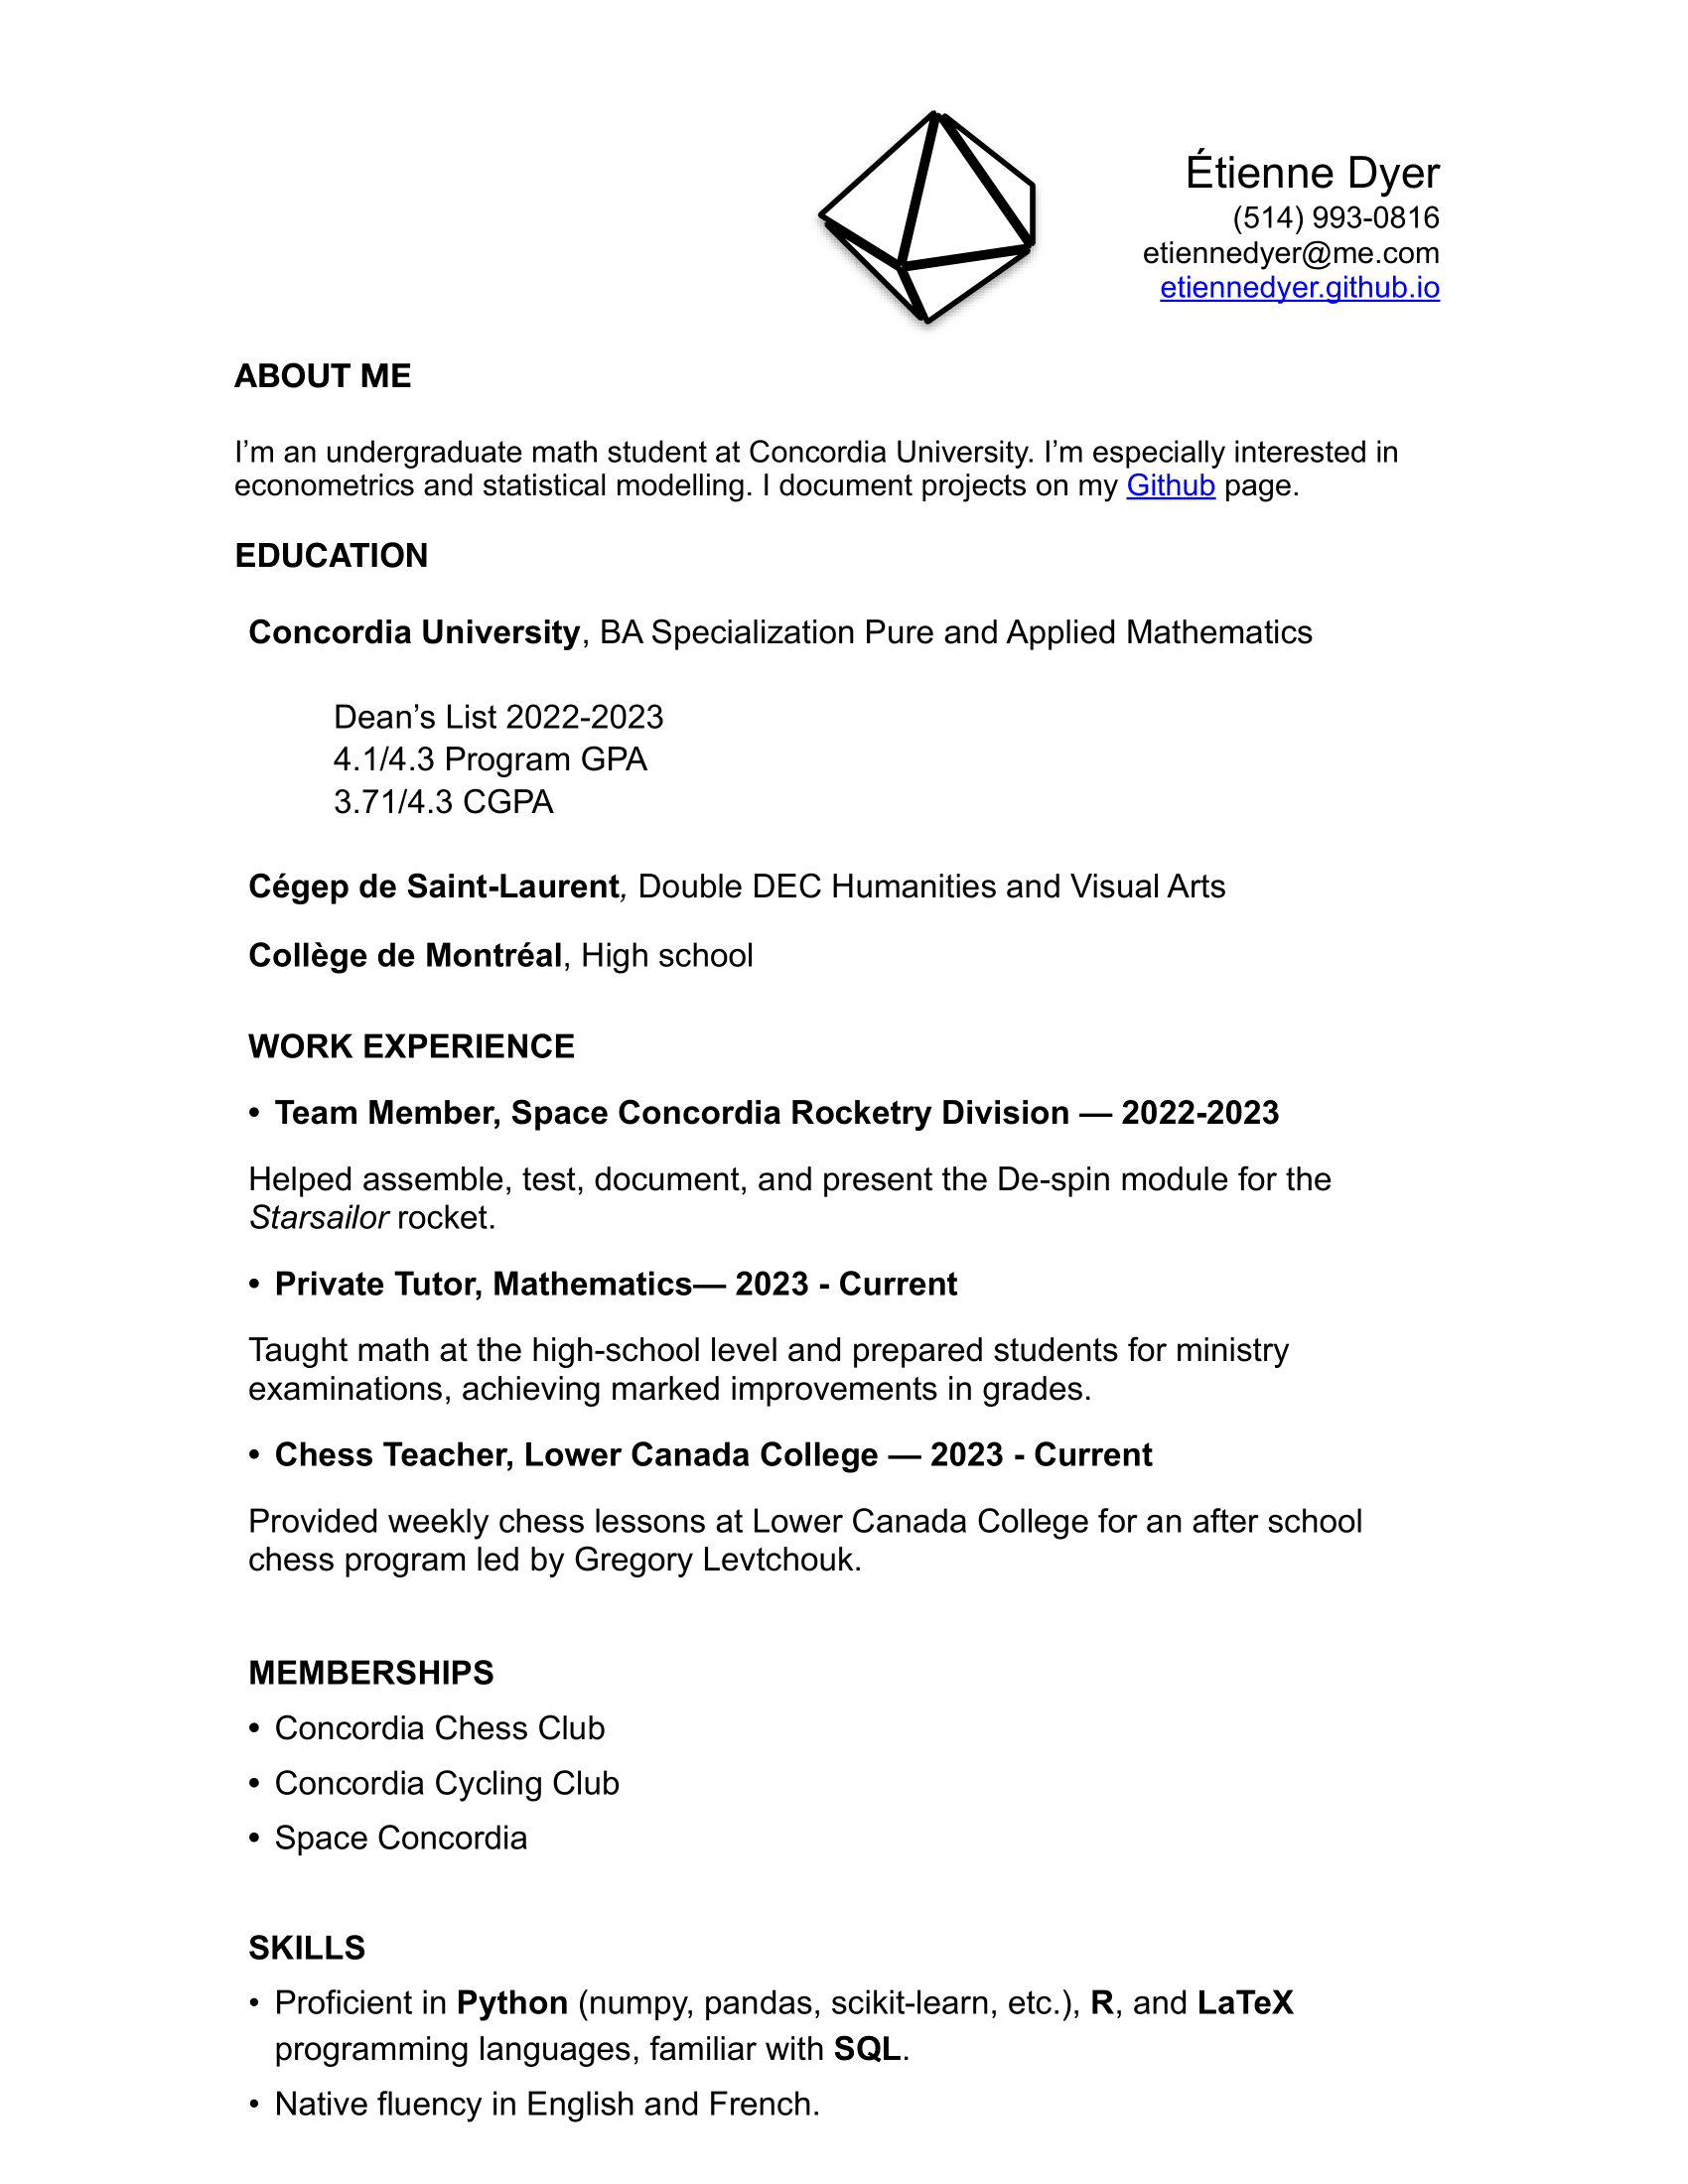 Étienne Dyer
(514) 993-0816
etiennedyer@me.com
etiennedyer.github.io
ABOUT ME
I’m an undergraduate math student at Concordia University. I’m especially interested in
econometrics and statistical modelling. I document projects on my Github page.
EDUCATION
Concordia University, BA Specialization Pure and Applied Mathematics
Dean’s List 2022-2023
4.1/4.3 Program GPA
3.71/4.3 CGPA
Cégep de Saint-Laurent, Double DEC Humanities and Visual Arts
Collège de Montréal, High school
WORK EXPERIENCE
• Team Member, Space Concordia Rocketry Division — 2022-2023
Helped assemble, test, document, and present the De-spin module for the
Starsailor rocket.
• Private Tutor, Mathematics— 2023 - Current
Taught math at the high-school level and prepared students for ministry
examinations, achieving marked improvements in grades.
• Chess Teacher, Lower Canada College — 2023 - Current
Provided weekly chess lessons at Lower Canada College for an after school
chess program led by Gregory Levtchouk.
MEMBERSHIPS
• Concordia Chess Club
• Concordia Cycling Club
• Space Concordia
SKILLS
• Proficient in Python (numpy, pandas, scikit-learn, etc.), R, and LaTeX
programming languages, familiar with SQL.
• Native fluency in English and French.